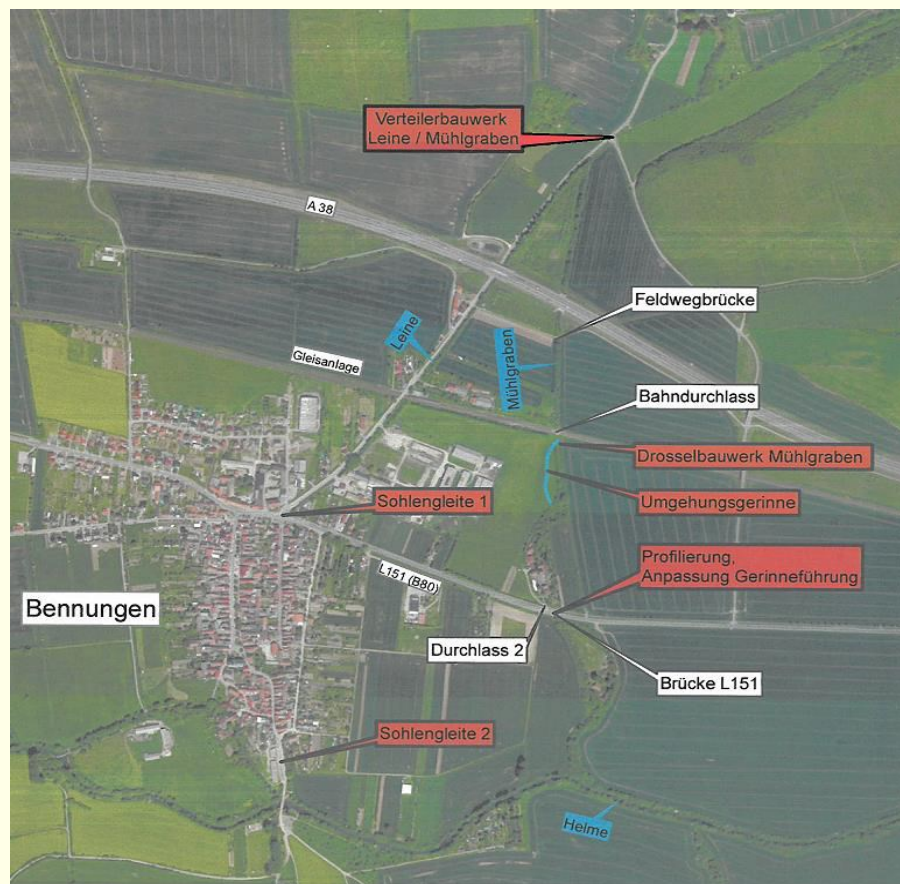 Verteilerbauwerk
Leine / Mühlgraben
A 38
Feldwegbrücke
Leine
Mühlgraben
Gleisanlage
Bahndurchlass
Drosselbauwerk Mühlgraben
Umgehungsgerinne
Sohlengleite 1
L151 (B80)
Profilierung,
Anpassung Gerinneführung
Bennungen
Durchlass 2
Brücke L151
Sohlengleite 2
Helme